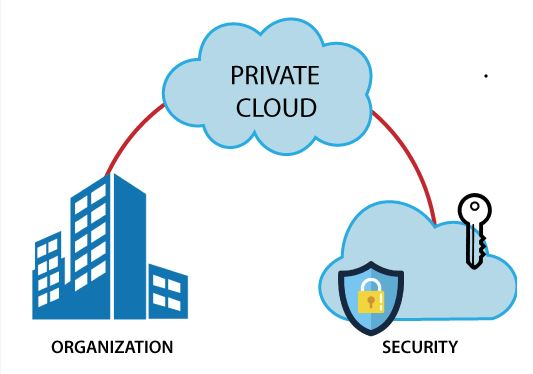 PRIVATE
CLOUD
ORGANIZATION
SECURITY